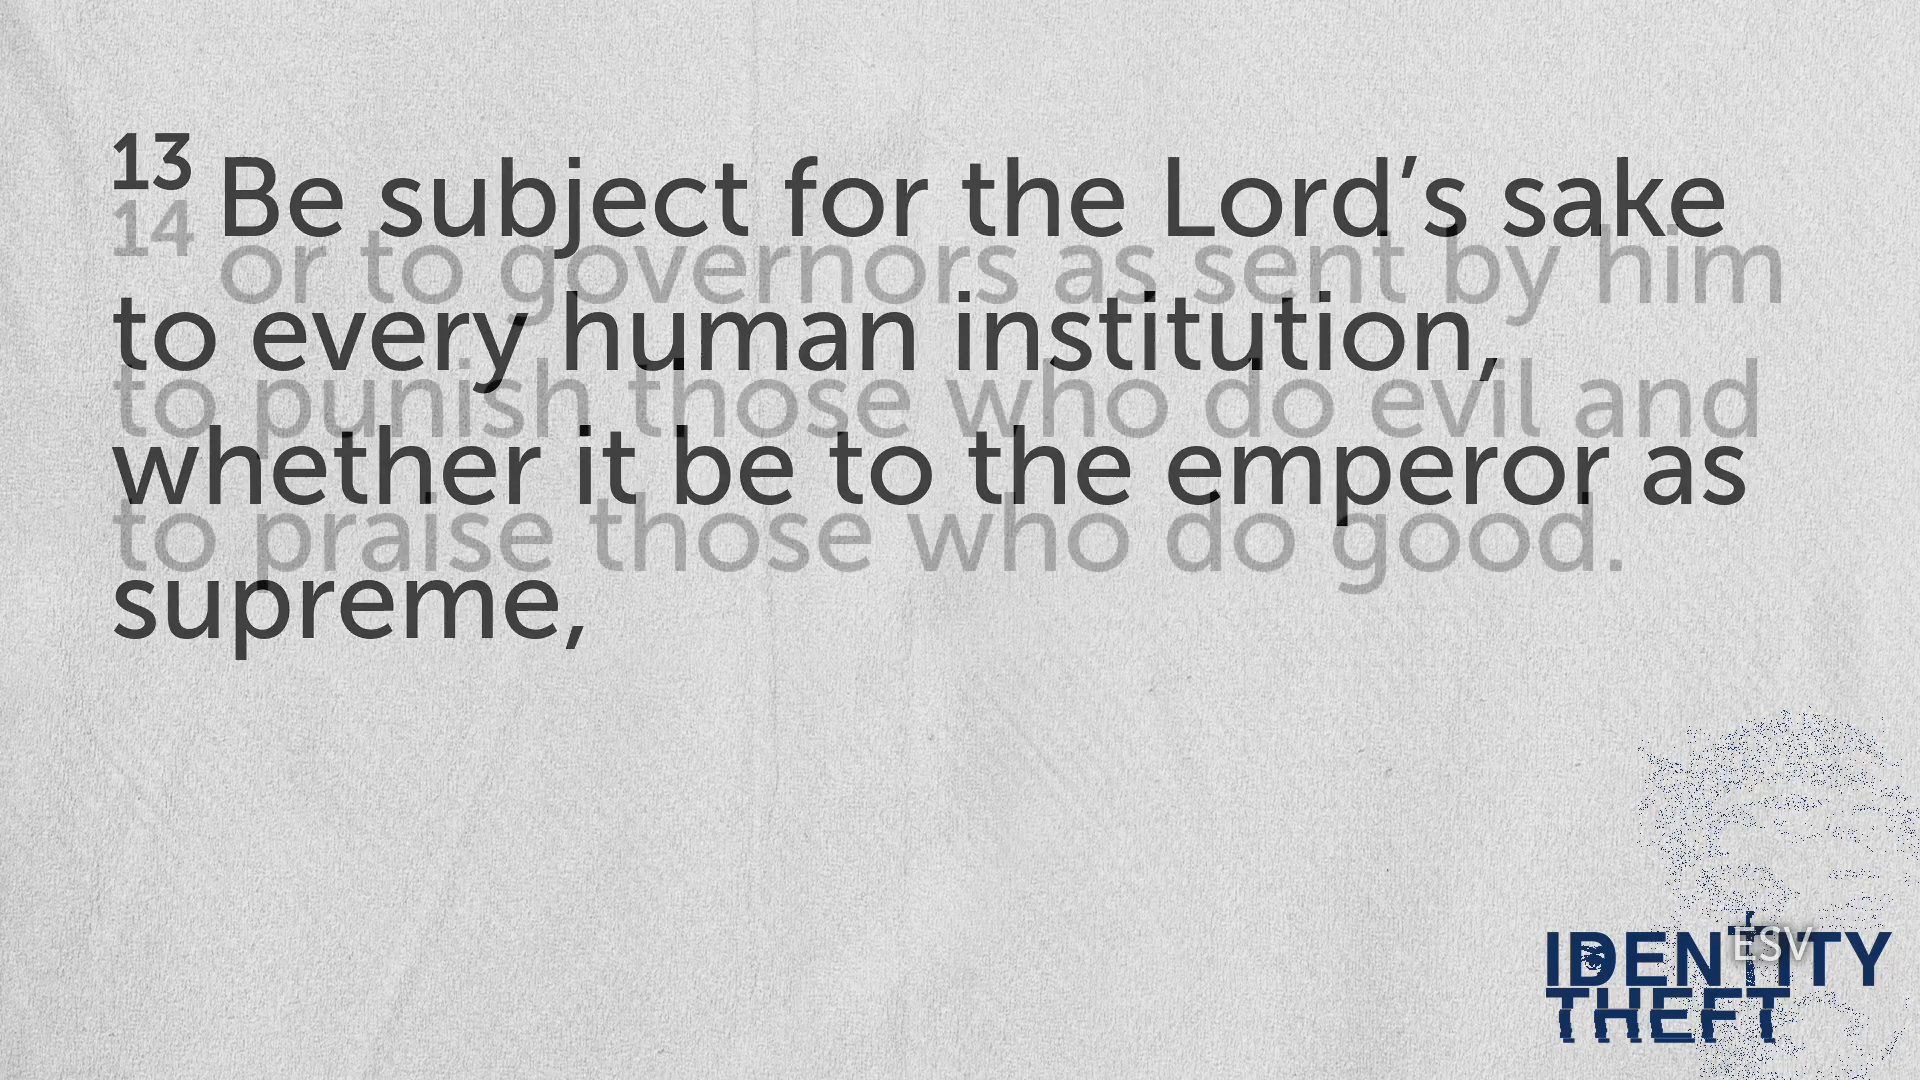 13 Be subject for the Lord’s sake
to every human institution,
whether it be to the emperor as
supreme,
14 or to governors as sent by him
to punish those who do evil and
to praise those who do good.
ESV
IDENTITY
THEFT